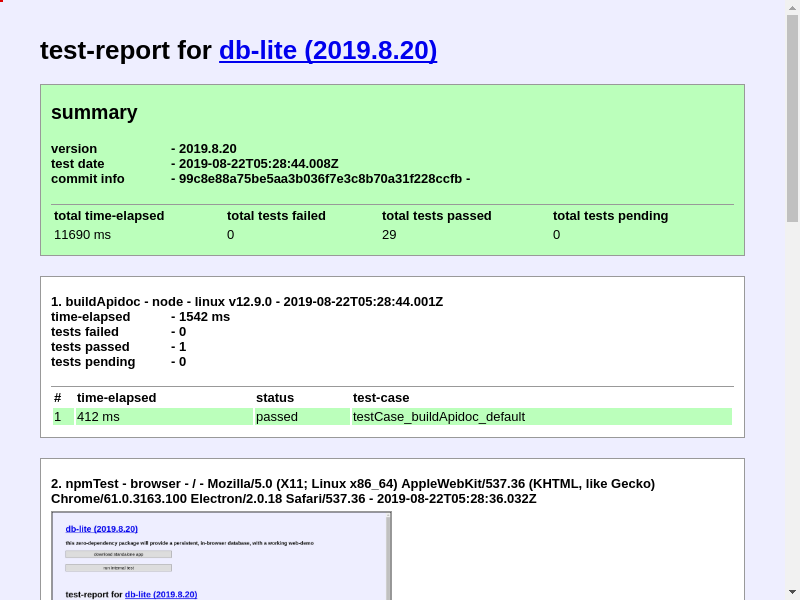 test-report for db-lite (2019.8.20)
summary
version - 2019.8.20
test date - 2019-08-22T05:28:44.008Z
commit info - 99c8e88a75be5aa3b036f7e3c8b70a31f228ccfb -
total time-elapsed total tests failed total tests passed total tests pending
11690 ms 0 29 0
1. buildApidoc - node - linux v12.9.0 - 2019-08-22T05:28:44.001Z
time-elapsed - 1542 ms
tests failed - 0
tests passed - 1
tests pending - 0
# time-elapsed status test-case
1 412 ms passed testCase_buildApidoc_default
2. npmTest - browser - / - Mozilla/5.0 (X11; Linux x86_64) AppleWebKit/537.36 (KHTML, like Gecko)
Chrome/61.0.3163.100 Electron/2.0.18 Safari/537.36 - 2019-08-22T05:28:36.032Z
db-lite (2019.8.20)
this zero-dependency package will provide a persistent, in-browser database, with a working web-demo
download standalone app
run internal test
test-report for db-lite (2019.8.20)